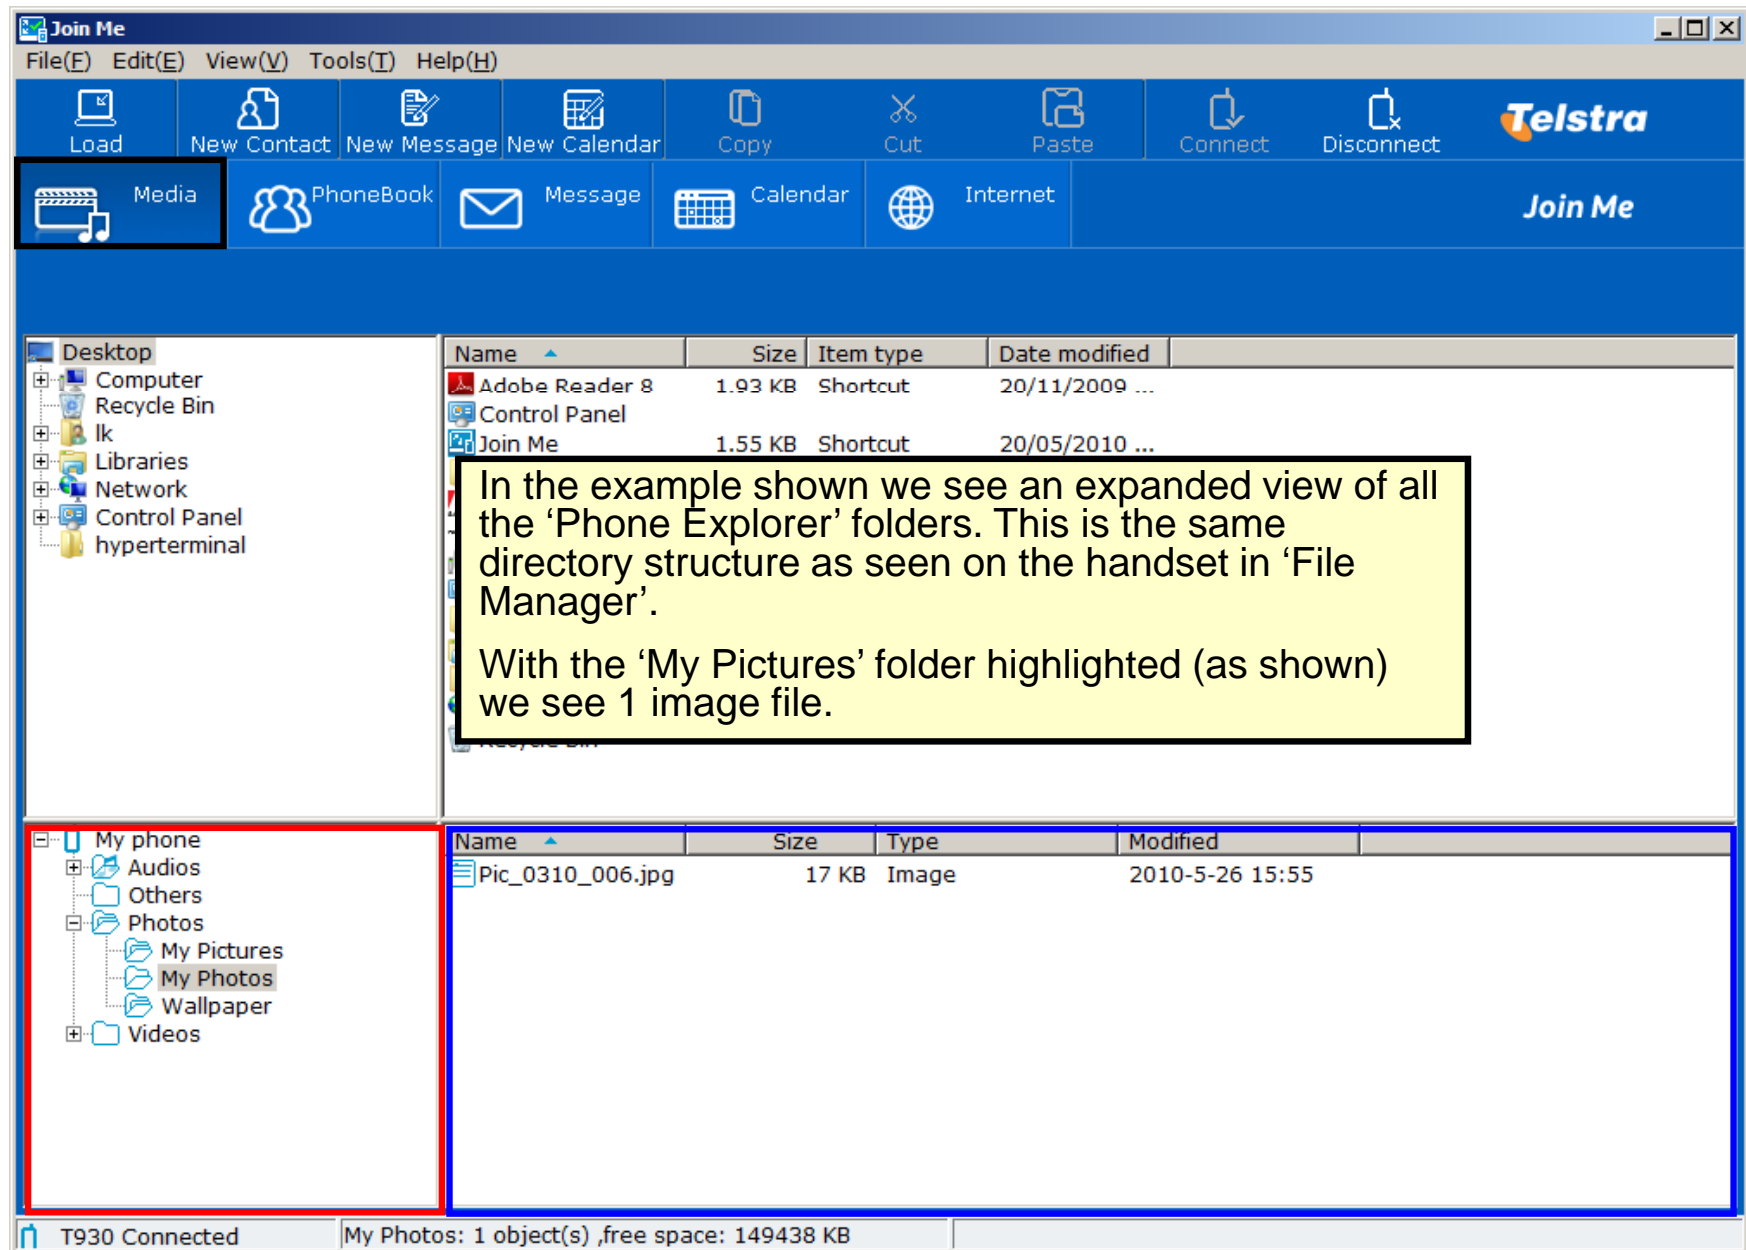 Join Me
File(F) Edit(E) View(V) Tools(T) Help(H)
Load New Contact New Message New Calendar Copy Cut Paste Connect Disconnect Telstra
Media PhoneBook Message Calendar Internet Join Me
Desktop
Computer
Recycle Bin
lk
Libraries
Network
Control Panel
hyperterminal
Name Size Item type Date modified
Adobe Reader 8 1.93 KB Shortcut 20/11/2009 ...
Control Panel
Join Me 1.55 KB Shortcut 20/05/2010 ...
In the example shown we see an expanded view of all
the ‘Phone Explorer’ folders. This is the same
directory structure as seen on the handset in ‘File
Manager’.
With the ‘My Pictures’ folder highlighted (as shown)
we see 1 image file.
Recycle Bin
My phone
Audios
Others
Photos
My Pictures
My Photos
Wallpaper
Videos
Name Size Type Modified
Pic_0310_006.jpg 17 KB Image 2010-5-26 15:55
T930 Connected My Photos: 1 object(s) ,free space: 149438 KB